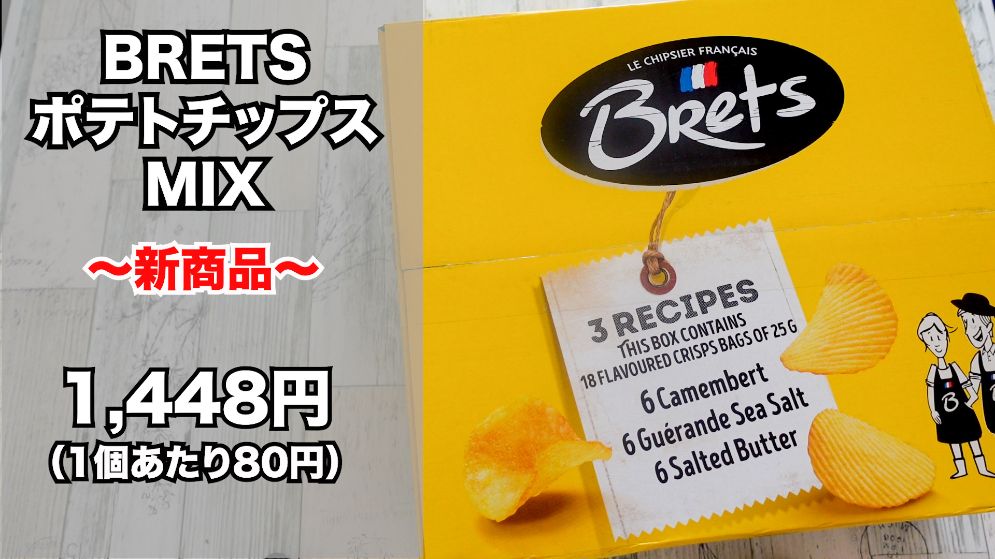 BRETS
ポテトチップス
MIX
〜新商品〜
1,448円
（1個あたり80円）
LE CHIPSIER FRANÇAIS
Brets
3 RECIPES
THIS BOX CONTAINS
18 FLAVOURED CRISPS BAGS OF 25 G
6 Camembert
6 Guérande Sea Salt
6 Salted Butter
B
B